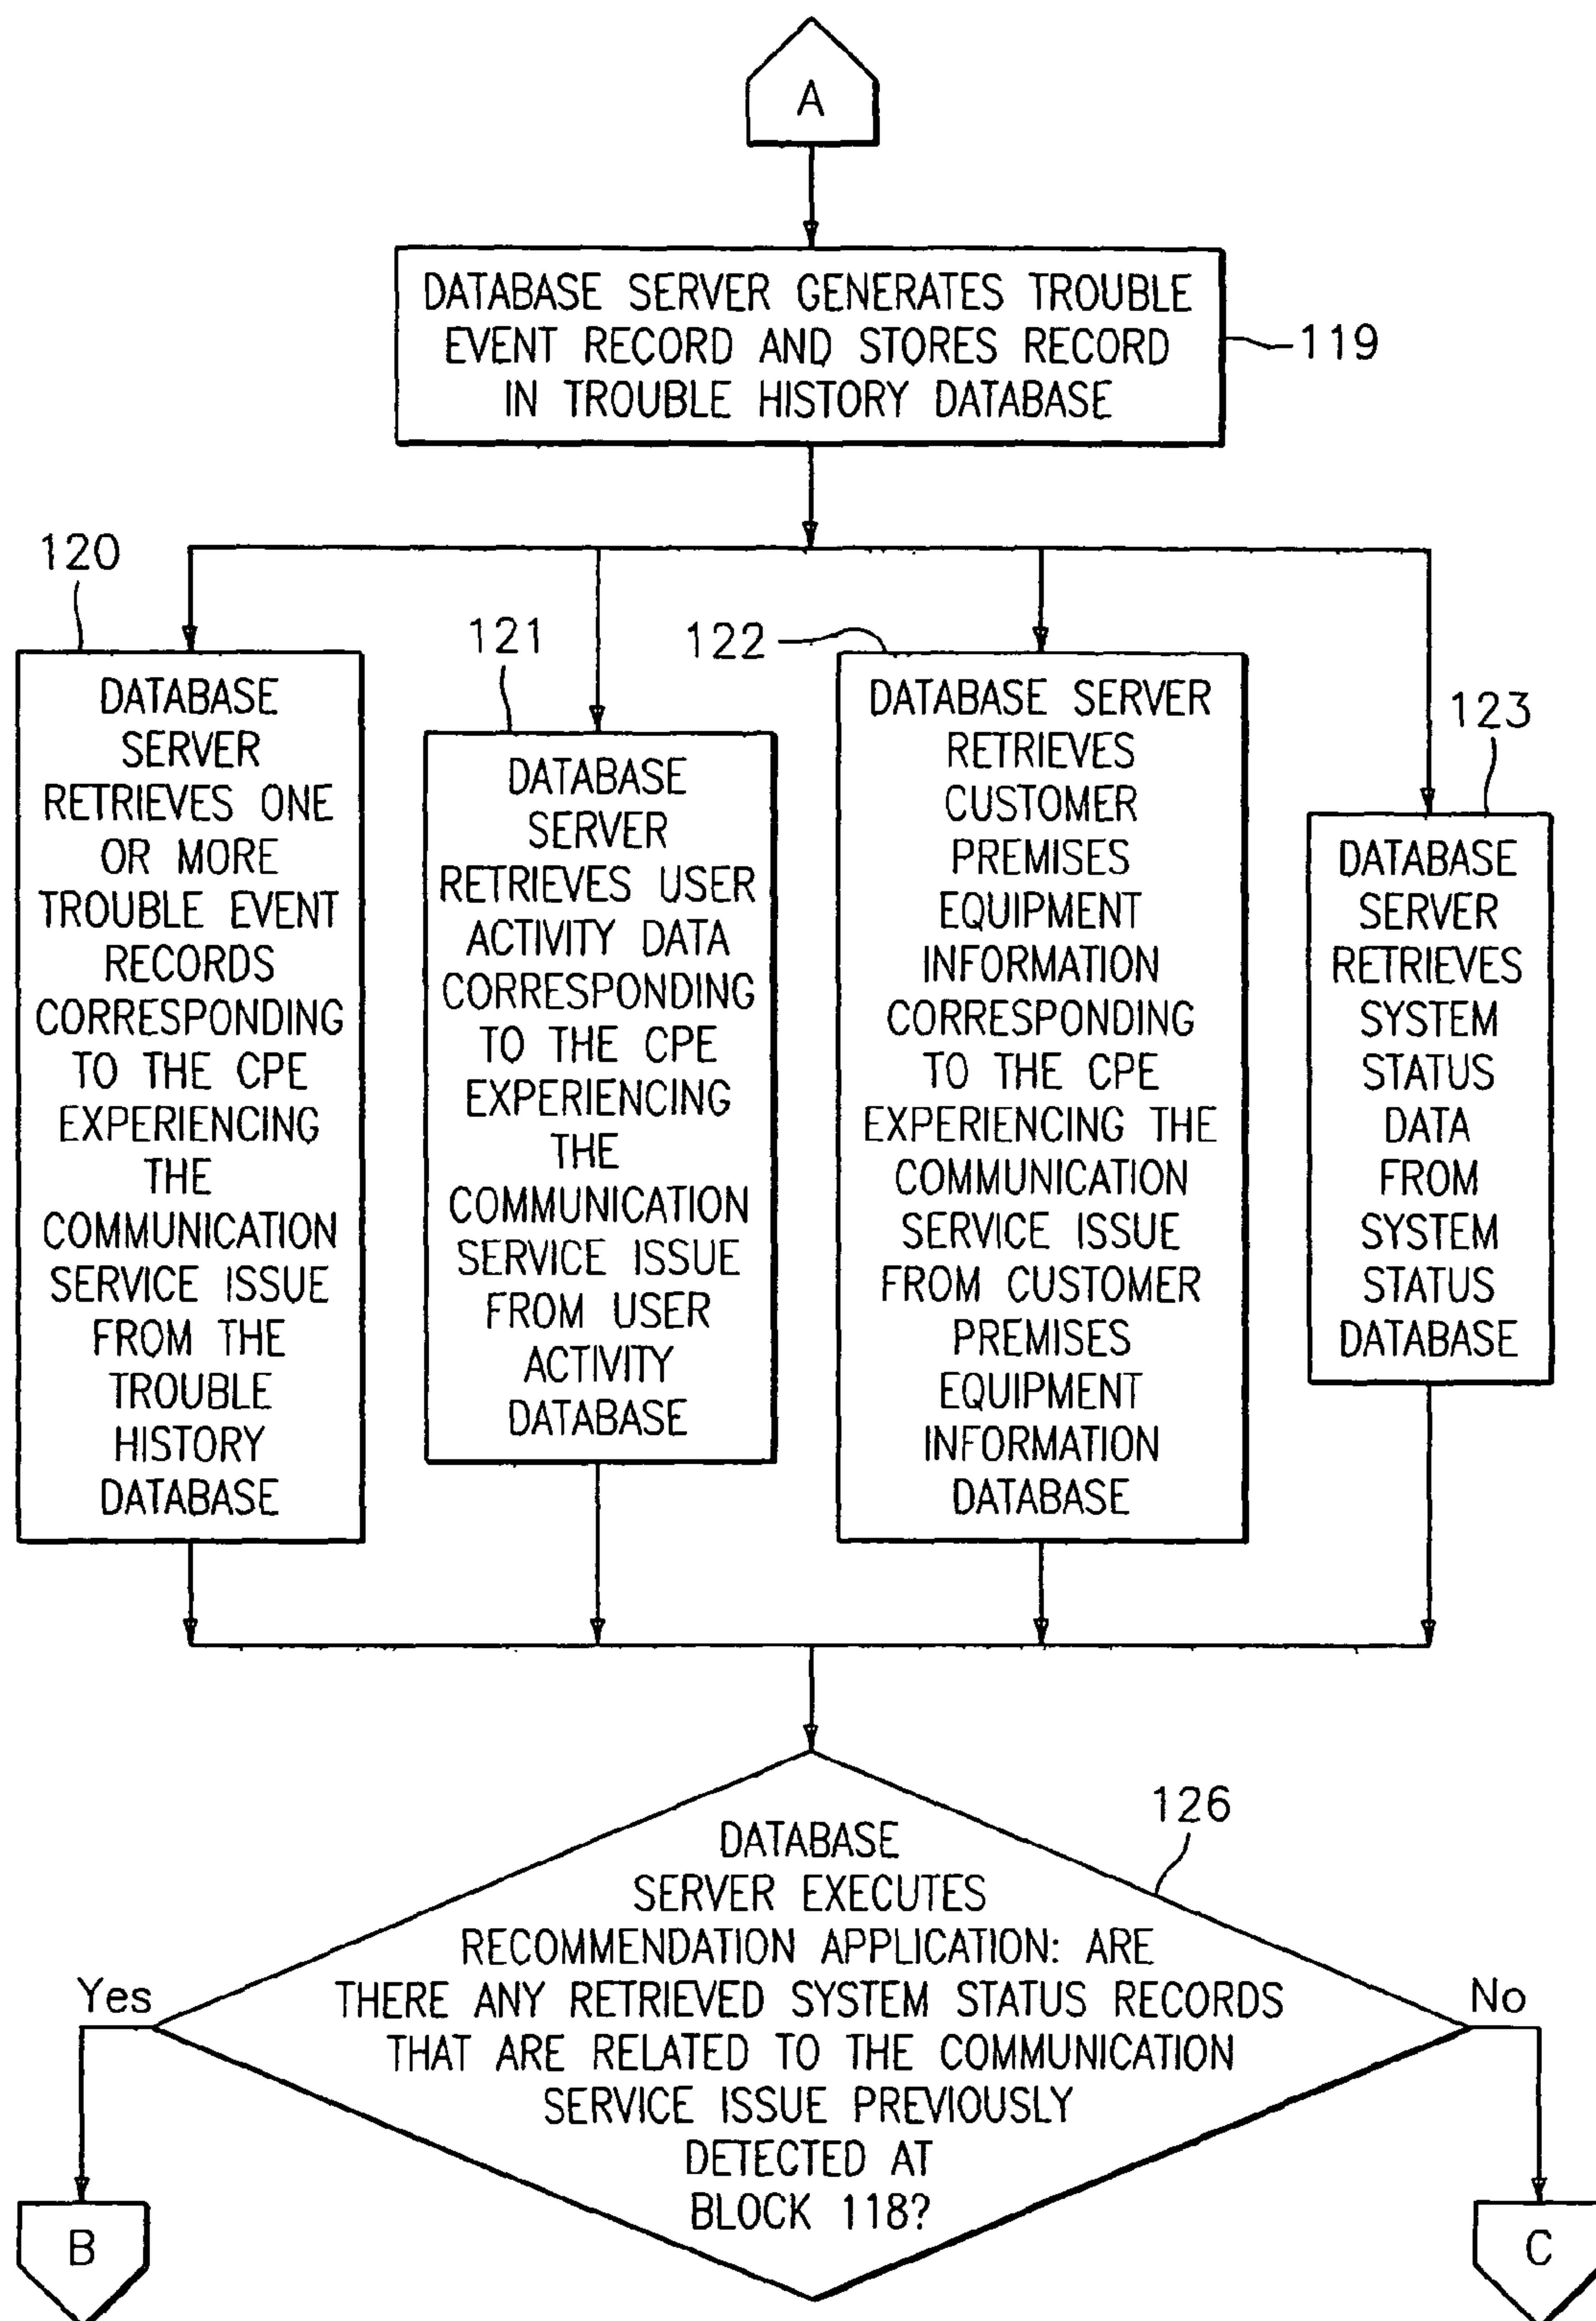 A
DATABASE SERVER GENERATES TROUBLE
EVENT RECORD AND STORES RECORD
IN TROUBLE HISTORY DATABASE
119
120
DATABASE
SERVER
RETRIEVES ONE
OR MORE
TROUBLE EVENT
RECORDS
CORRESPONDING
TO THE CPE
EXPERIENCING
THE
COMMUNICATION
SERVICE ISSUE
FROM THE
TROUBLE
HISTORY
DATABASE
121
DATABASE
SERVER
RETRIEVES USER
ACTIVITY DATA
CORRESPONDING
TO THE CPE
EXPERIENCING
THE
COMMUNICATION
SERVICE ISSUE
FROM USER
ACTIVITY
DATABASE
122
DATABASE SERVER
RETRIEVES
CUSTOMER
PREMISES
EQUIPMENT
INFORMATION
CORRESPONDING
TO THE CPE
EXPERIENCING THE
COMMUNICATION
SERVICE ISSUE
FROM CUSTOMER
PREMISES
EQUIPMENT
INFORMATION
DATABASE
123
DATABASE
SERVER
RETRIEVES
SYSTEM
STATUS
DATA
FROM
SYSTEM
STATUS
DATABASE
126
DATABASE
SERVER EXECUTES
RECOMMENDATION APPLICATION: ARE
THERE ANY RETRIEVED SYSTEM STATUS RECORDS
THAT ARE RELATED TO THE COMMUNICATION
SERVICE ISSUE PREVIOUSLY
DETECTED AT
BLOCK 118?
Yes
No
B
C